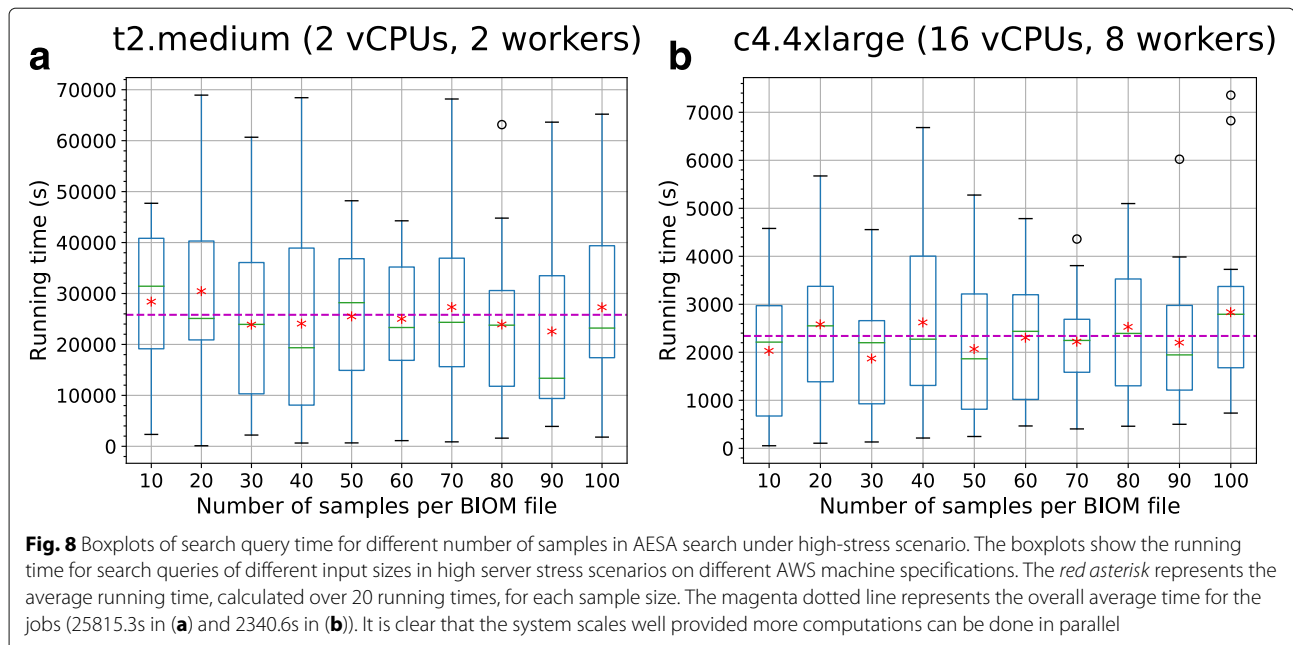 a
t2.medium (2 vCPUs, 2 workers)
70000
60000
50000
40000
30000
20000
10000
0
Running time (s)
10 20 30 40 50 60 70 80 90 100
Number of samples per BIOM file
b
c4.4xlarge (16 vCPUs, 8 workers)
7000
6000
5000
4000
3000
2000
1000
0
Running time (s)
10 20 30 40 50 60 70 80 90 100
Number of samples per BIOM file
Fig. 8 Boxplots of search query time for different number of samples in AESA search under high-stress scenario. The boxplots show the running
time for search queries of different input sizes in high server stress scenarios on different AWS machine specifications. The red asterisk represents the
average running time, calculated over 20 running times, for each sample size. The magenta dotted line represents the overall average time for the
jobs (25815.3s in (a) and 2340.6s in (b)). It is clear that the system scales well provided more computations can be done in parallel